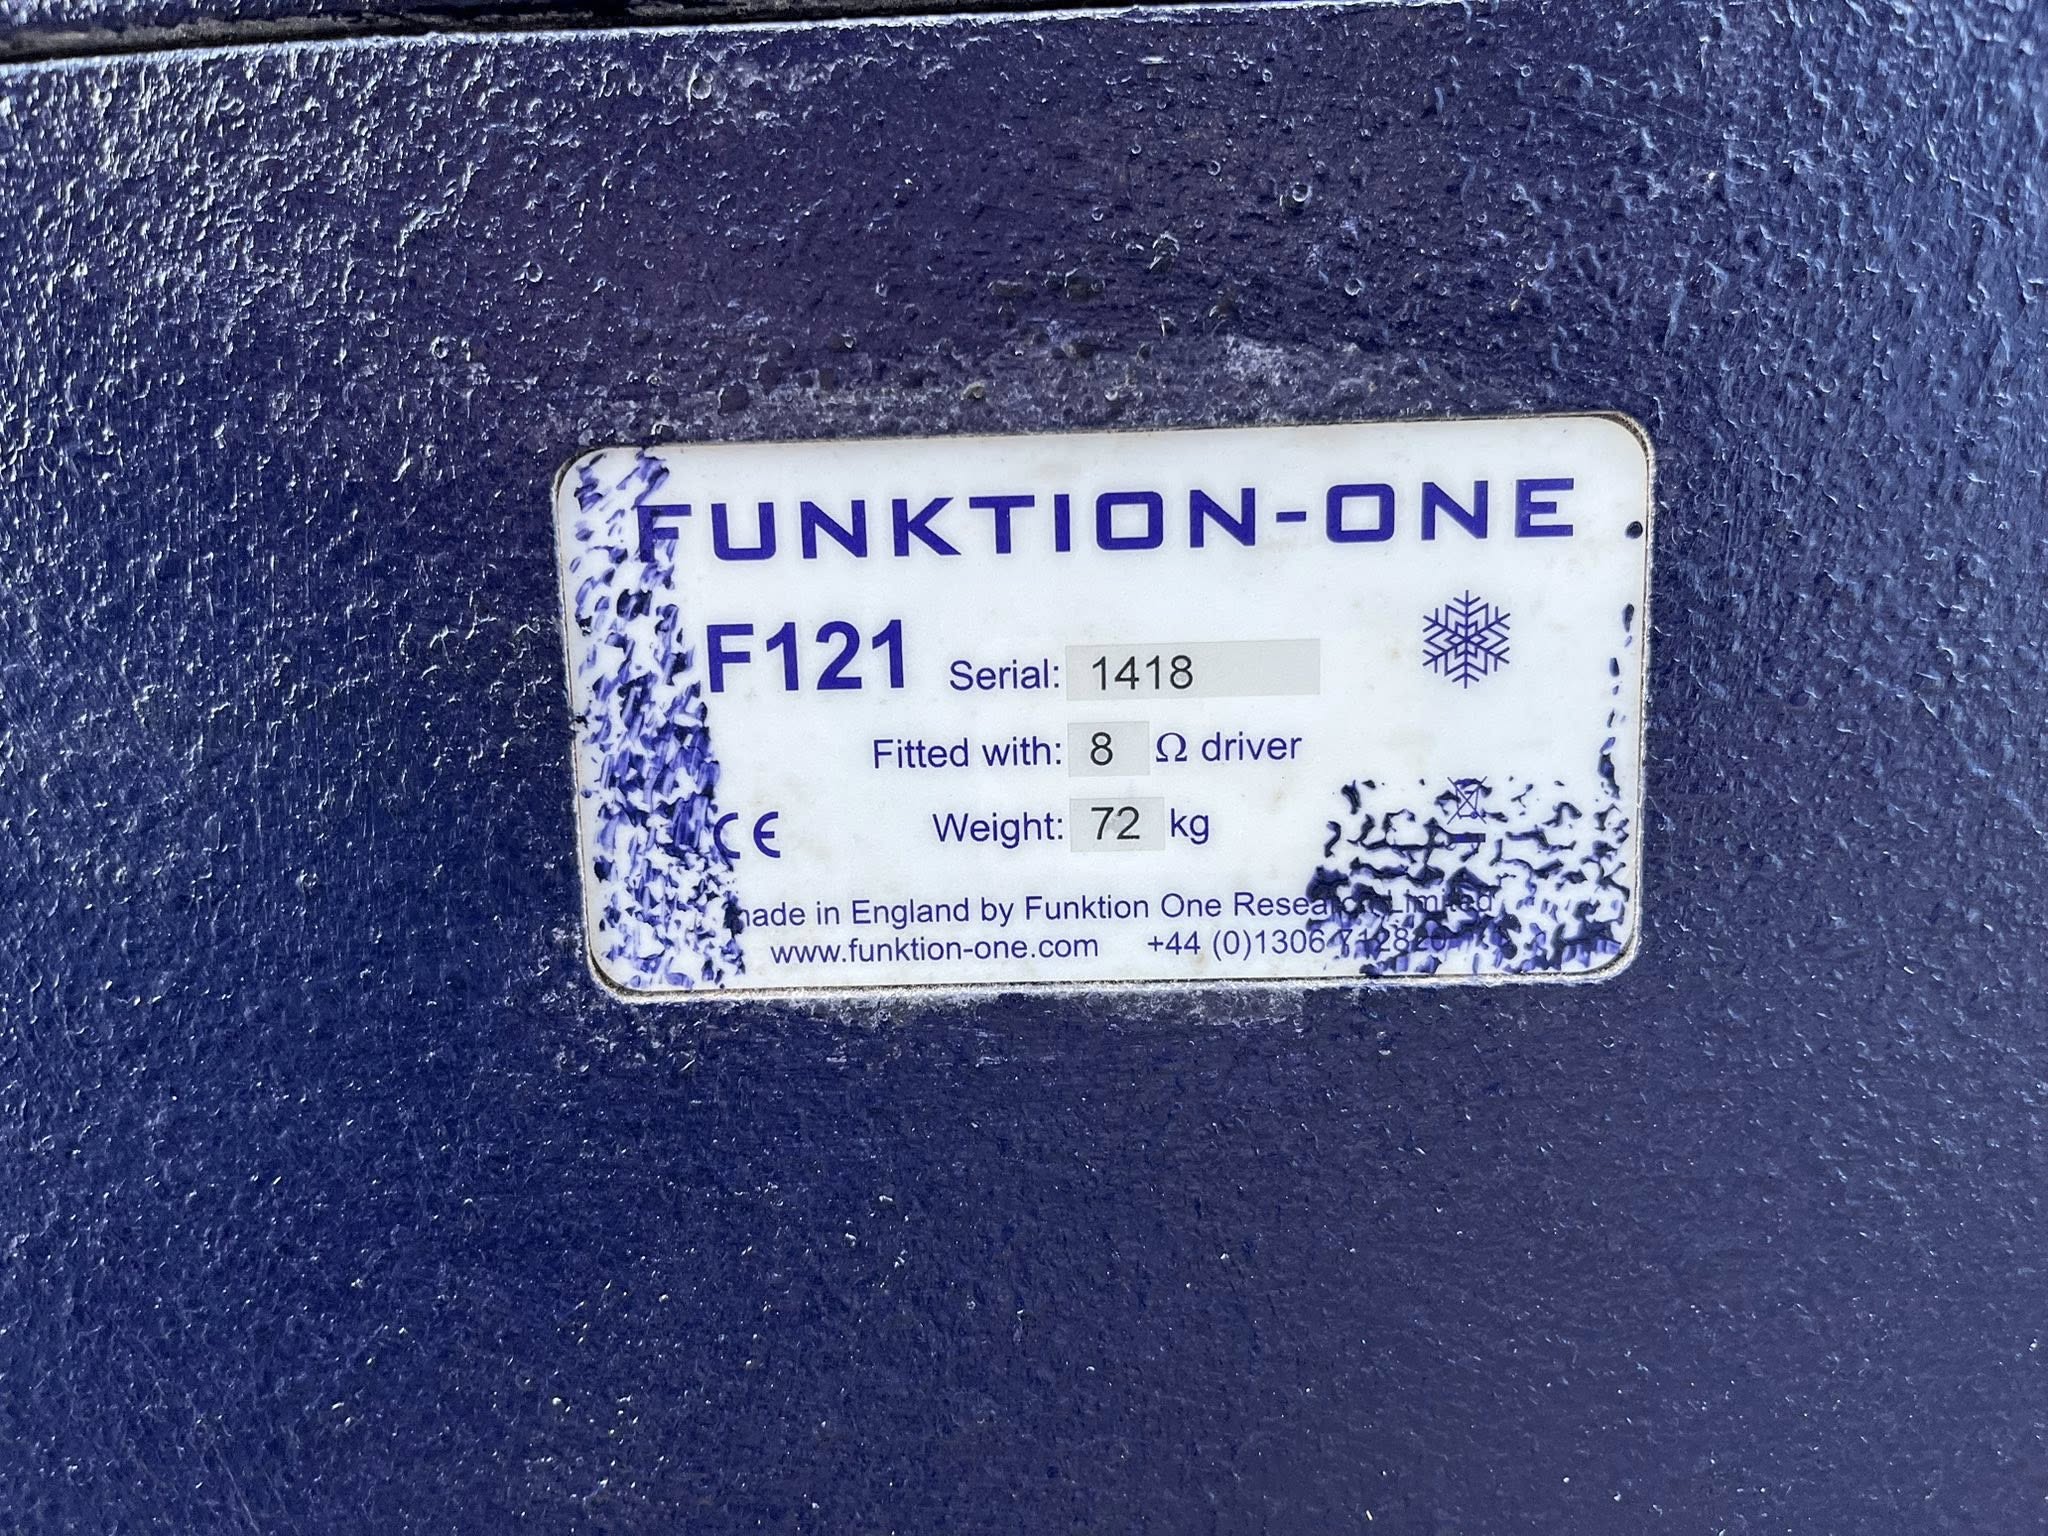 FUNKTION-ONE
F121 Serial: 1418
Fitted with: 8 Ω driver
Weight: 72 kg
CE
made in England by Funktion One Research Limited
www.funktion-one.com +44 (0)1306